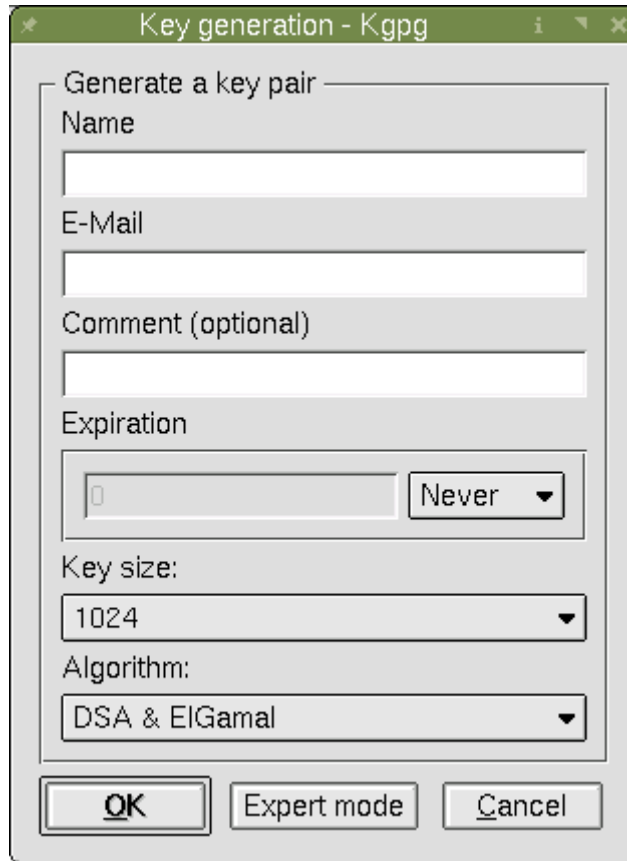 Key generation - Kgpg
Generate a key pair
Name
E-Mail
Comment (optional)
Expiration
0 Never
Key size:
1024
Algorithm:
DSA & ElGamal
OK Expert mode Cancel